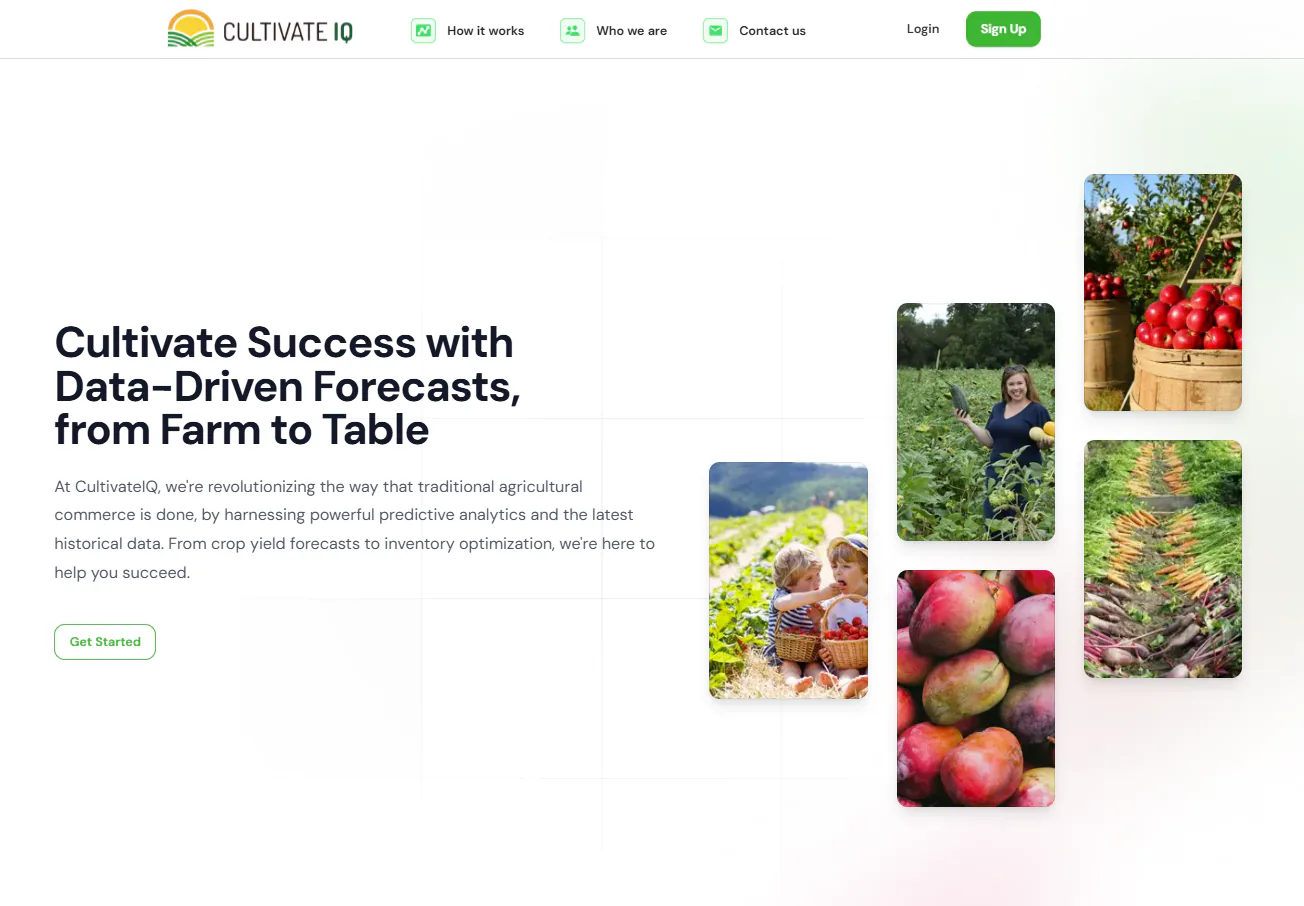 CULTIVATE IQ
How it works
Who we are
Contact us
Login
Sign Up
Cultivate Success with
Data-Driven Forecasts,
from Farm to Table
At CultivateIQ, we're revolutionizing the way that traditional agricultural
commerce is done, by harnessing powerful predictive analytics and the latest
historical data. From crop yield forecasts to inventory optimization, we're here to
help you succeed.
Get Started